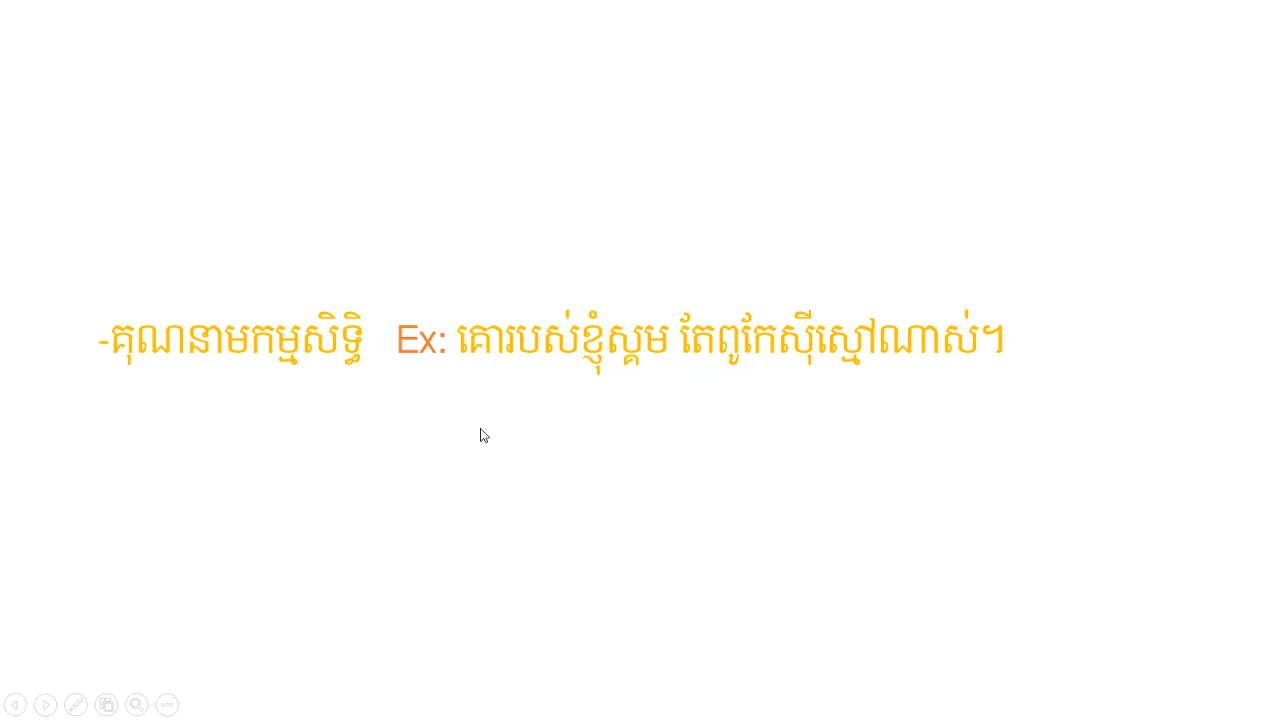 -គុណនាមកម្មសិទ្ធិ Ex: គោរបស់ខ្ញុំស្គម តែពូកែស៊ីស្មៅណាស់។